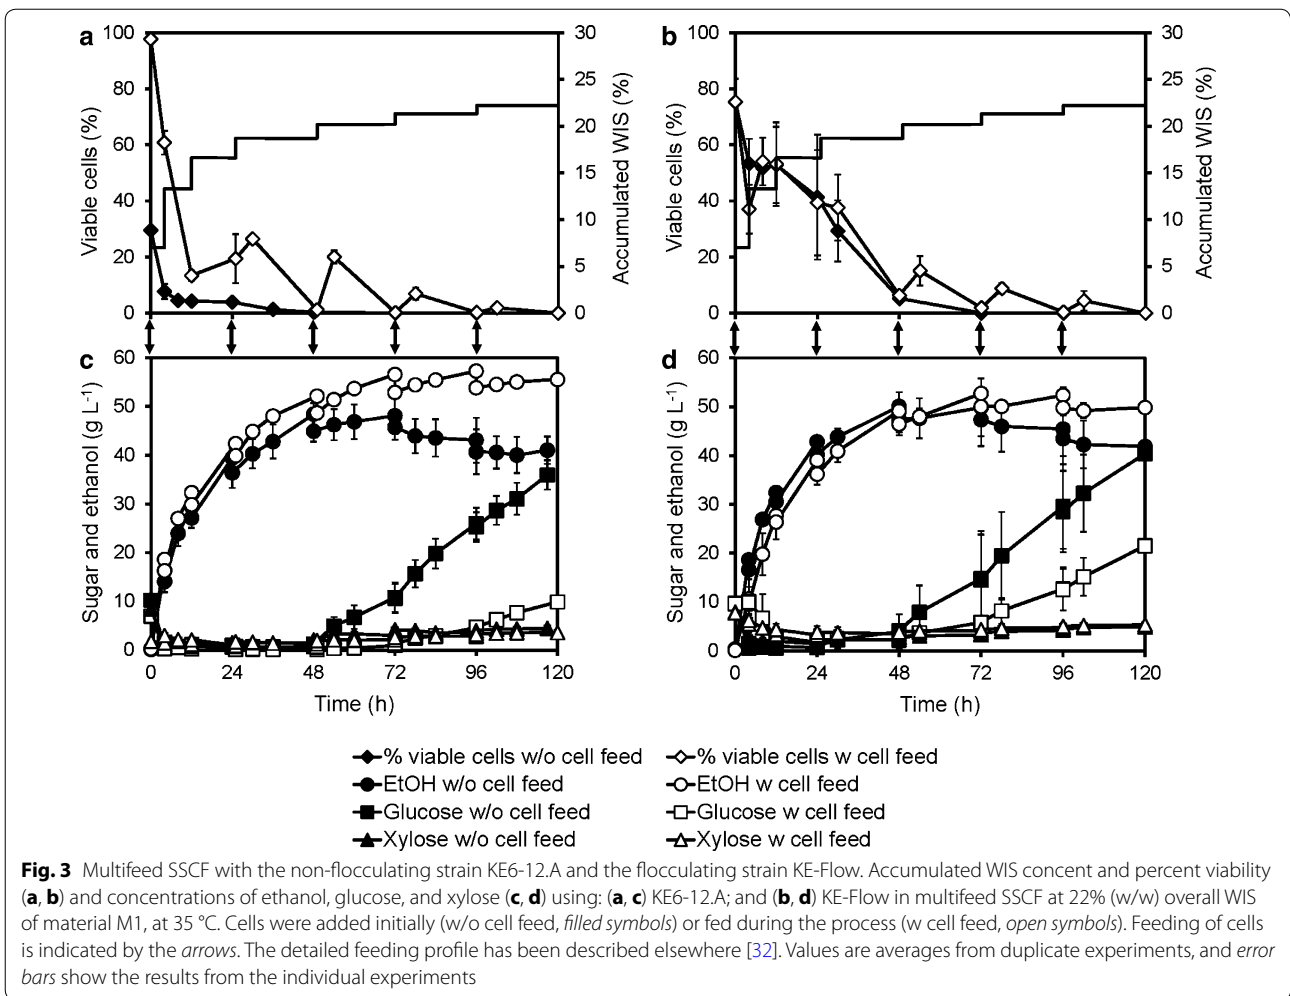 a
b
100
80
60
40
20
0
Viable cells (%)
30
25
20
15
10
5
0
Accumulated WIS (%)
100
80
60
40
20
0
Viable cells (%)
30
25
20
15
10
5
0
Accumulated WIS (%)
c
d
60
50
40
30
20
10
0
Sugar and ethanol (g L⁻¹)
0 24 48 72 96 120
Time (h)
60
50
40
30
20
10
0
Sugar and ethanol (g L⁻¹)
0 24 48 72 96 120
Time (h)
% viable cells w/o cell feed % viable cells w cell feed
EtOH w/o cell feed EtOH w cell feed
Glucose w/o cell feed Glucose w cell feed
Xylose w/o cell feed Xylose w cell feed
Fig. 3 Multifeed SSCF with the non-flocculating strain KE6-12.A and the flocculating strain KE-Flow. Accumulated WIS concent and percent viability
(a, b) and concentrations of ethanol, glucose, and xylose (c, d) using: (a, c) KE6-12.A; and (b, d) KE-Flow in multifeed SSCF at 22% (w/w) overall WIS
of material M1, at 35 °C. Cells were added initially (w/o cell feed, filled symbols) or fed during the process (w cell feed, open symbols). Feeding of cells
is indicated by the arrows. The detailed feeding profile has been described elsewhere [32]. Values are averages from duplicate experiments, and error
bars show the results from the individual experiments